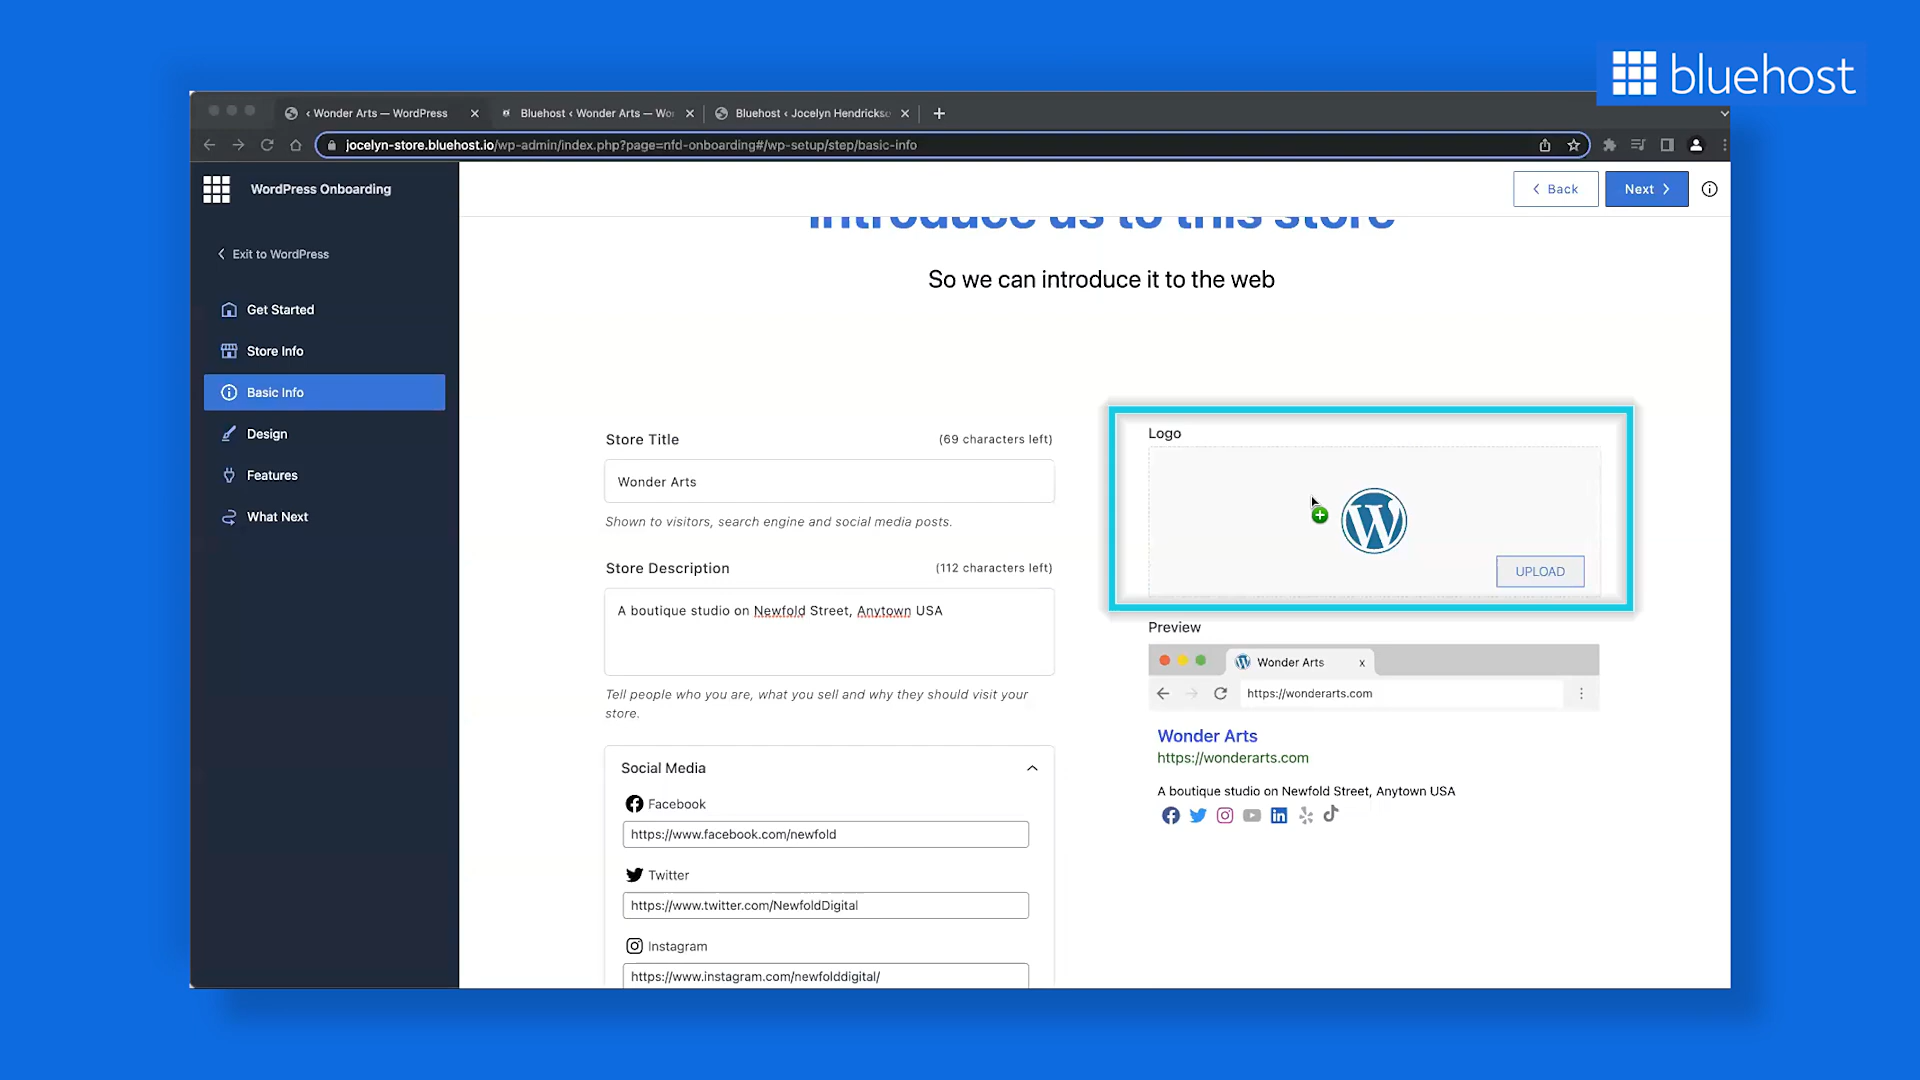 bluehost
‹ Wonder Arts — WordPress
Bluehost ‹ Wonder Arts — Wo
Bluehost ‹ Jocelyn Hendrickso
jocelyn-store.bluehost.io/wp-admin/index.php?page=nfd-onboarding#/wp-setup/step/basic-info
WordPress Onboarding
Back
Next
Exit to WordPress
Get Started
Store Info
Basic Info
Design
Features
What Next
Introduce us to this store
So we can introduce it to the web
Store Title
(69 characters left)
Wonder Arts
Shown to visitors, search engine and social media posts.
Store Description
(112 characters left)
A boutique studio on Newfold Street, Anytown USA
Tell people who you are, what you sell and why they should visit your
store.
Social Media
Facebook
https://www.facebook.com/newfold
Twitter
https://www.twitter.com/NewfoldDigital
Instagram
https://www.instagram.com/newfolddigital/
Logo
UPLOAD
Preview
Wonder Arts x
https://wonderarts.com
Wonder Arts
https://wonderarts.com
A boutique studio on Newfold Street, Anytown USA